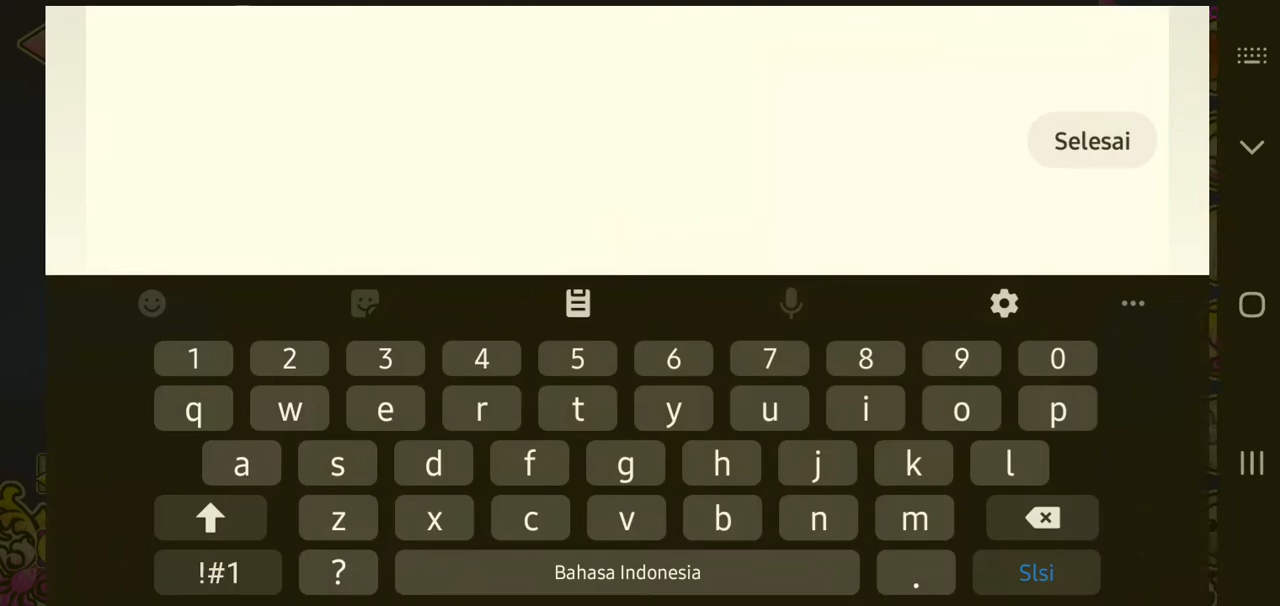 Selesai
1 2 3 4 5 6 7 8 9 0
q w e r t y u i o p
a s d f g h j k l
z x c v b n m
!#1 ? Bahasa Indonesia . Slsi